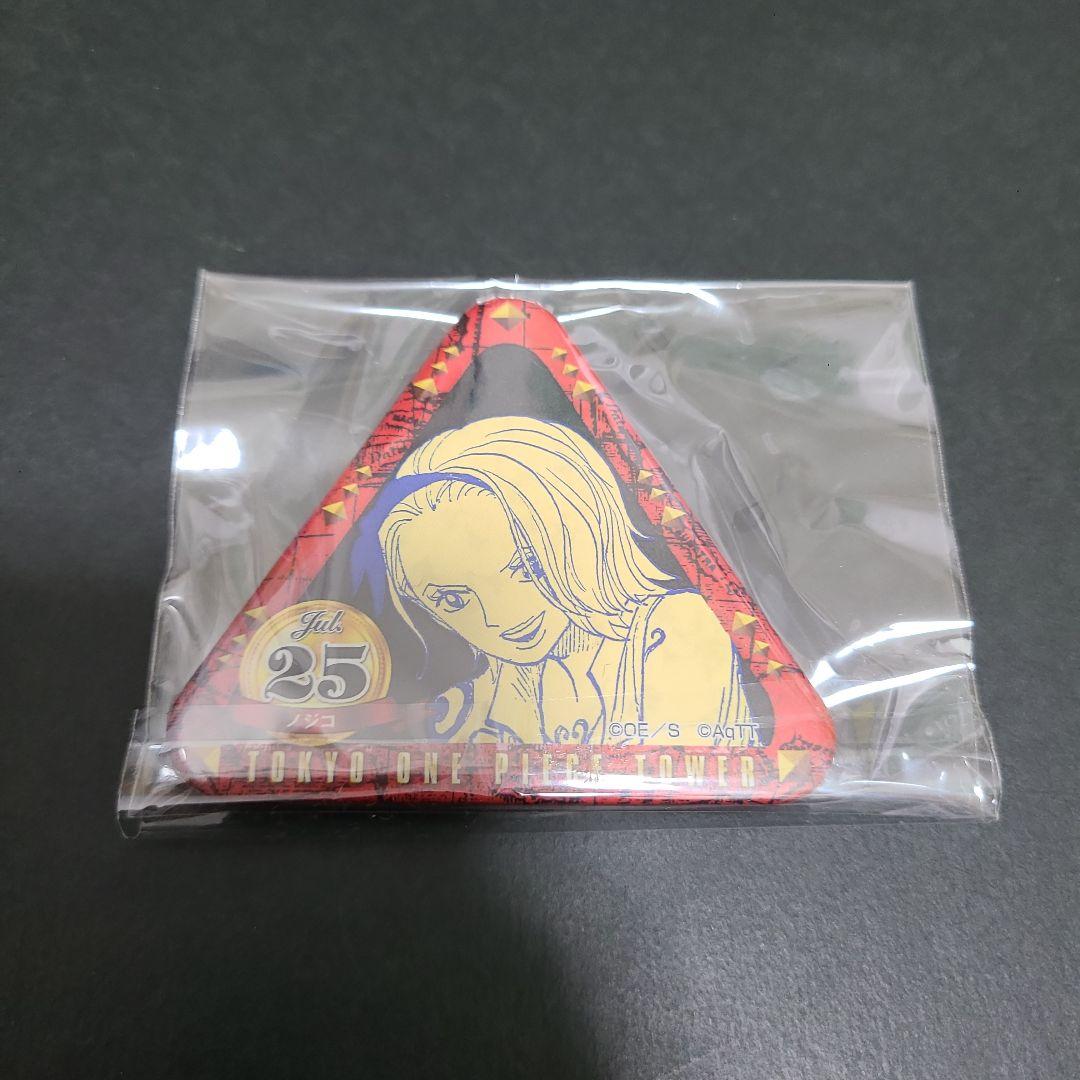 Jul.
25
ノジコ
©OE/S ©AqTT
TOKYO ONE PIECE TOWER